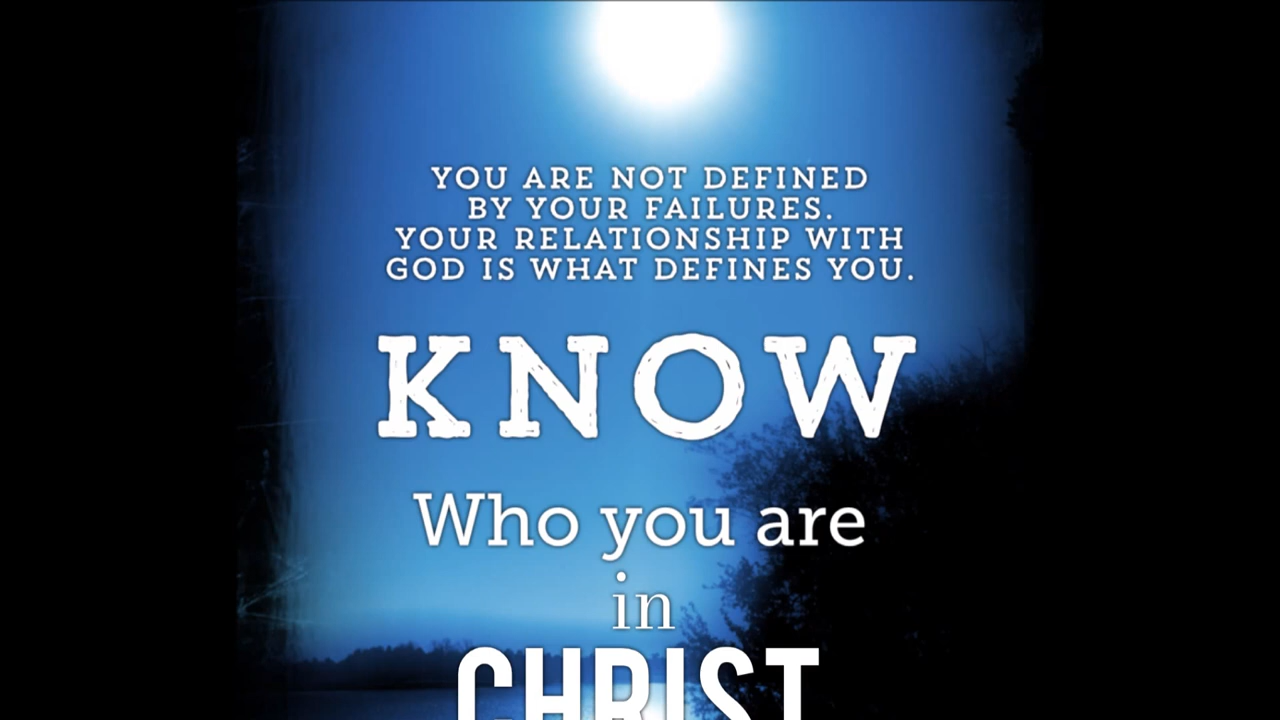 YOU ARE NOT DEFINED
BY YOUR FAILURES.
YOUR RELATIONSHIP WITH
GOD IS WHAT DEFINES YOU.
KNOW
Who you are
in
CHRIST